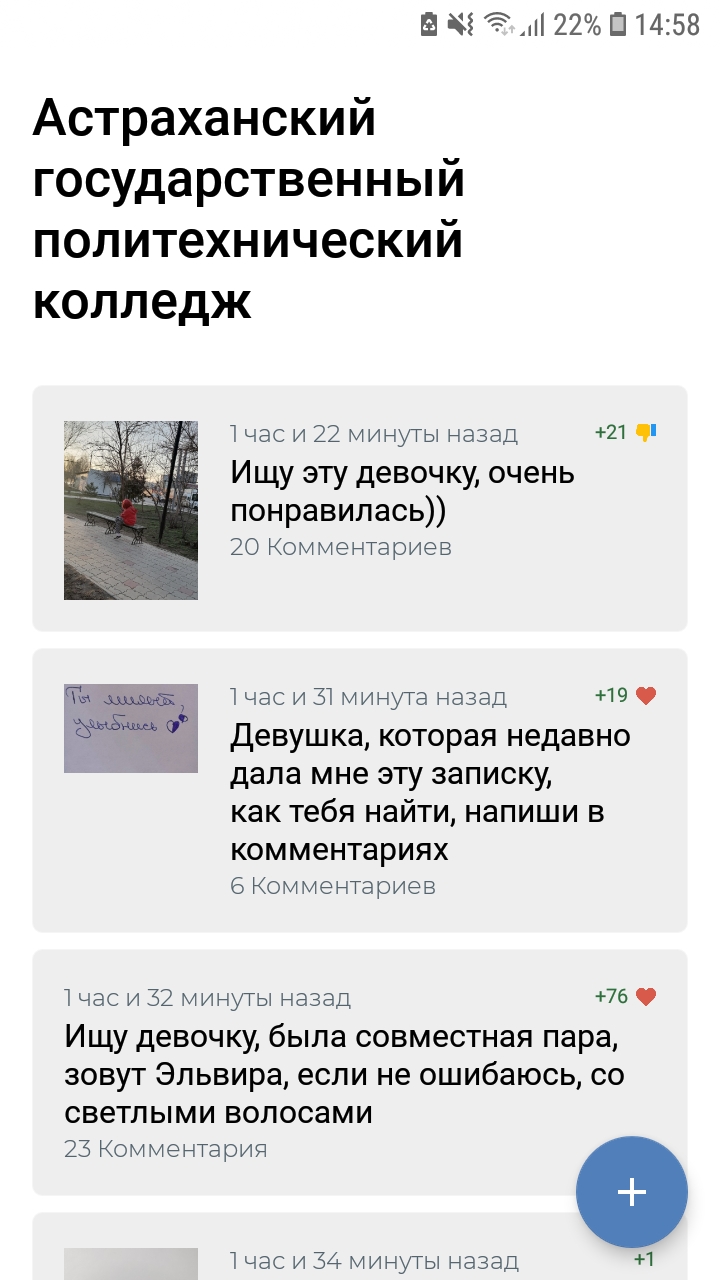 22% 14:58
Астраханский
государственный
политехнический
колледж
1 час и 22 минуты назад +21
Ищу эту девочку, очень
понравилась))
20 Комментариев
Ты милаха,
улыбнись
1 час и 31 минута назад +19
Девушка, которая недавно
дала мне эту записку,
как тебя найти, напиши в
комментариях
6 Комментариев
1 час и 32 минуты назад +76
Ищу девочку, была совместная пара,
зовут Эльвира, если не ошибаюсь, со
светлыми волосами
23 Комментария
+
1 час и 34 минуты назад +1